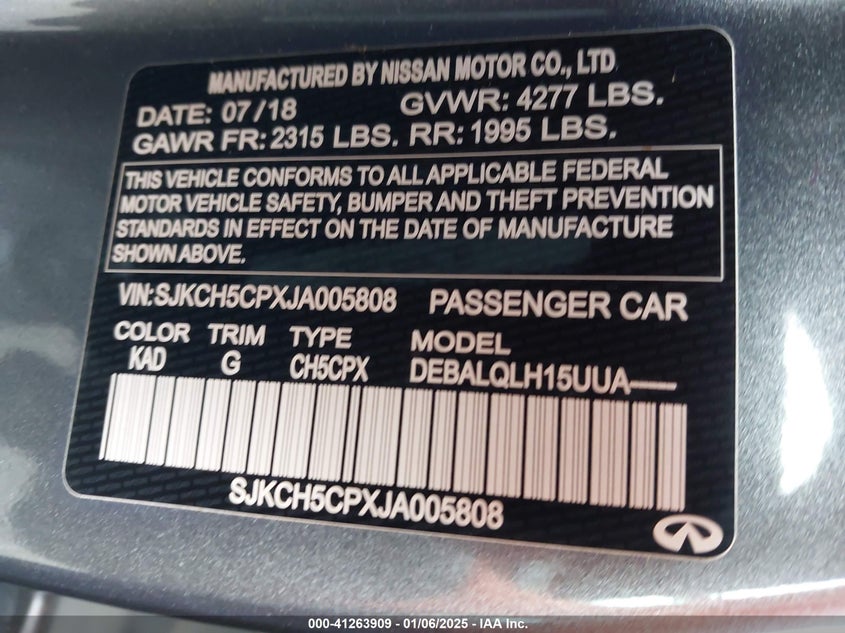 MANUFACTURED BY NISSAN MOTOR CO., LTD
DATE: 07/18 GVWR: 4277 LBS.
GAWR FR: 2315 LBS. RR: 1995 LBS.
THIS VEHICLE CONFORMS TO ALL APPLICABLE FEDERAL
MOTOR VEHICLE SAFETY, BUMPER AND THEFT PREVENTION
STANDARDS IN EFFECT ON THE DATE OF MANUFACTURE
SHOWN ABOVE.
VIN:SJKCH5CPXJA005808 PASSENGER CAR
COLOR TRIM TYPE MODEL
KAD G CH5CPX DEBALQLH15UUA—
SJKCH5CPXJA005808
000-41263909 - 01/06/2025 - IAA Inc.